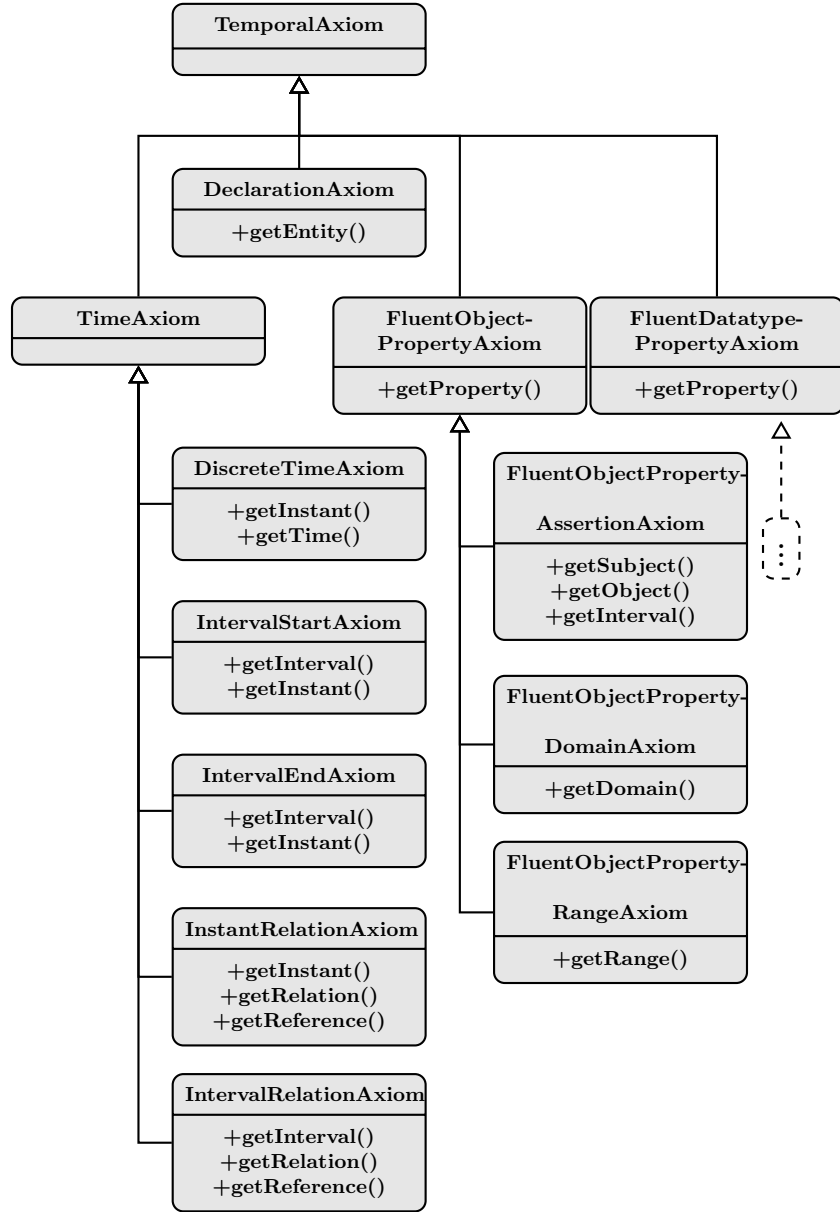 TemporalAxiom
DeclarationAxiom
+getEntity()
TimeAxiom
FluentObject-
PropertyAxiom
+getProperty()
FluentDatatype-
PropertyAxiom
+getProperty()
DiscreteTimeAxiom
+getInstant()
+getTime()
IntervalStartAxiom
+getInterval()
+getInstant()
IntervalEndAxiom
+getInterval()
+getInstant()
InstantRelationAxiom
+getInstant()
+getRelation()
+getReference()
IntervalRelationAxiom
+getInterval()
+getRelation()
+getReference()
FluentObjectProperty-
AssertionAxiom
+getSubject()
+getObject()
+getInterval()
FluentObjectProperty-
DomainAxiom
+getDomain()
FluentObjectProperty-
RangeAxiom
+getRange()
⋮